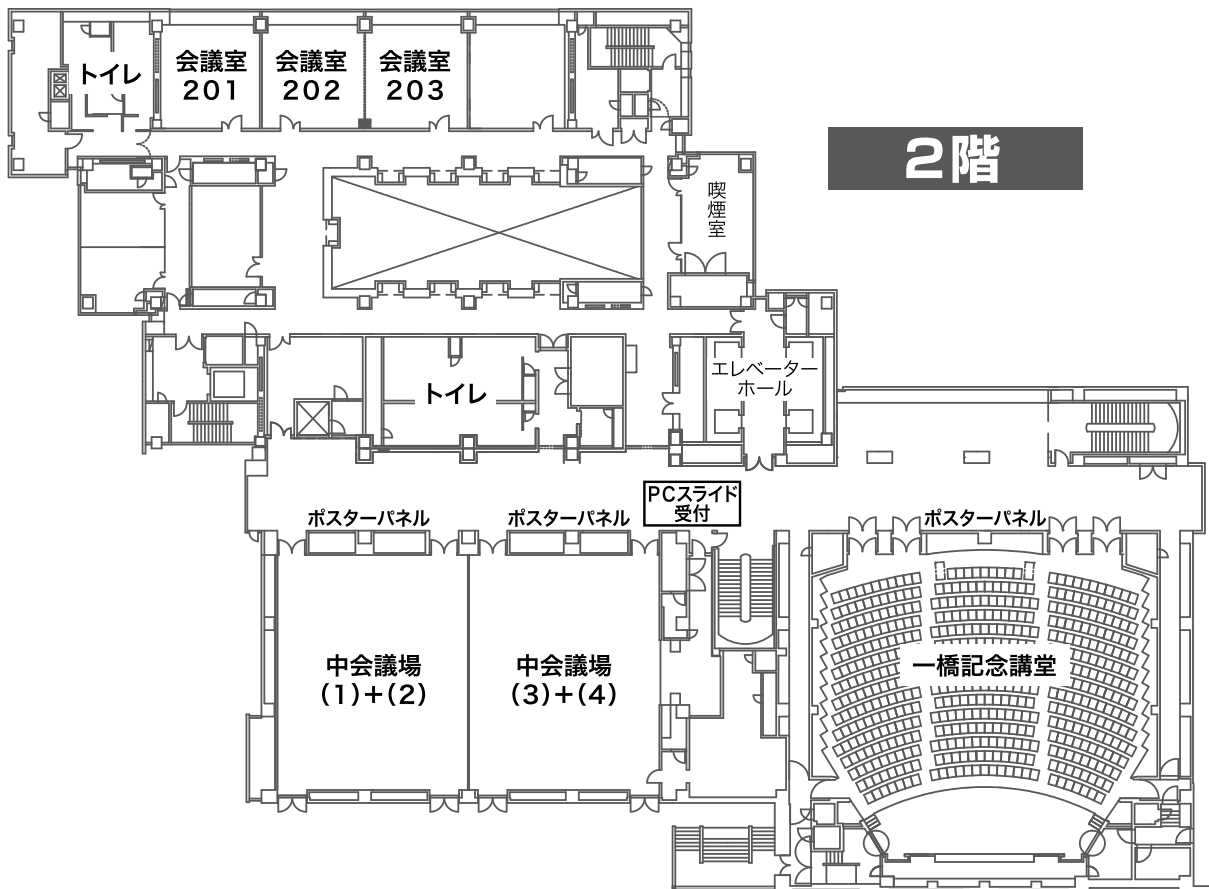 トイレ
会議室
201
会議室
202
会議室
203
2階
喫煙室
エレベーター
ホール
トイレ
PCスライド
受付
ポスターパネル
ポスターパネル
ポスターパネル
中会議場
(1)+(2)
中会議場
(3)+(4)
一橋記念講堂